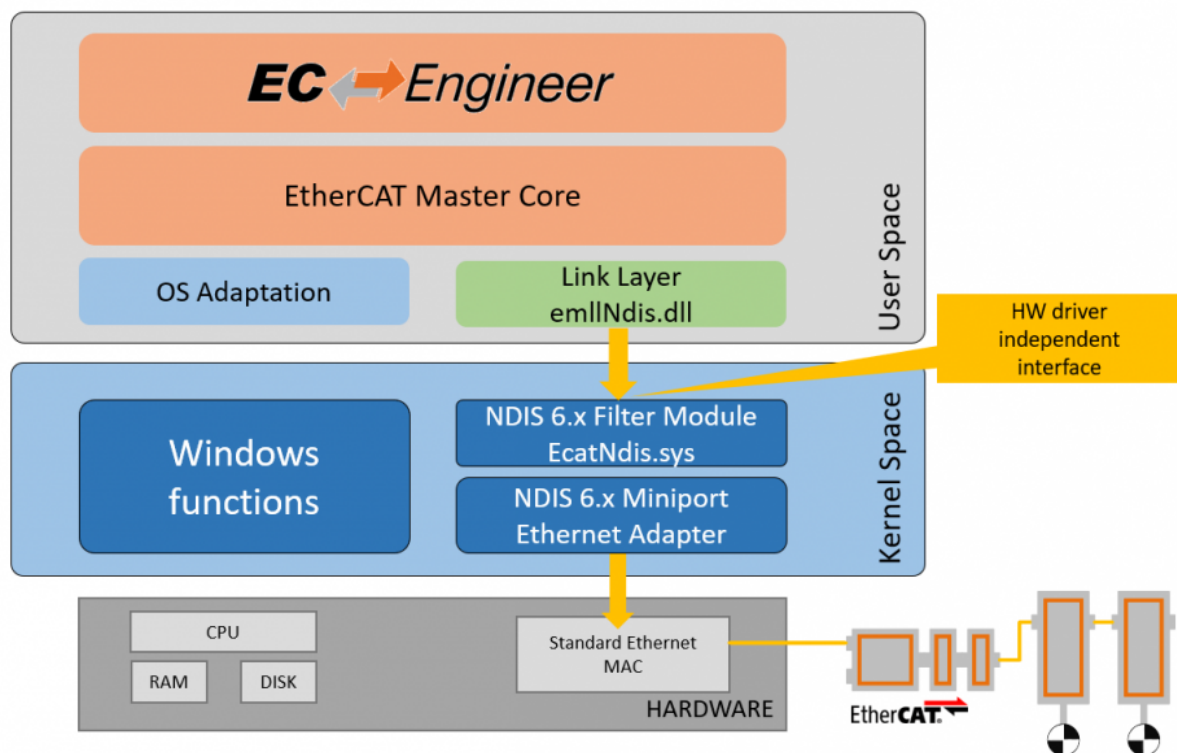 EC Engineer
EtherCAT Master Core
User Space
OS Adaptation
Link Layer
emllNdis.dll
HW driver
independent
interface
Windows
functions
NDIS 6.x Filter Module
EcatNdis.sys
NDIS 6.x Miniport
Ethernet Adapter
Kernel Space
CPU
RAM
DISK
Standard Ethernet
MAC
HARDWARE
EtherCAT®